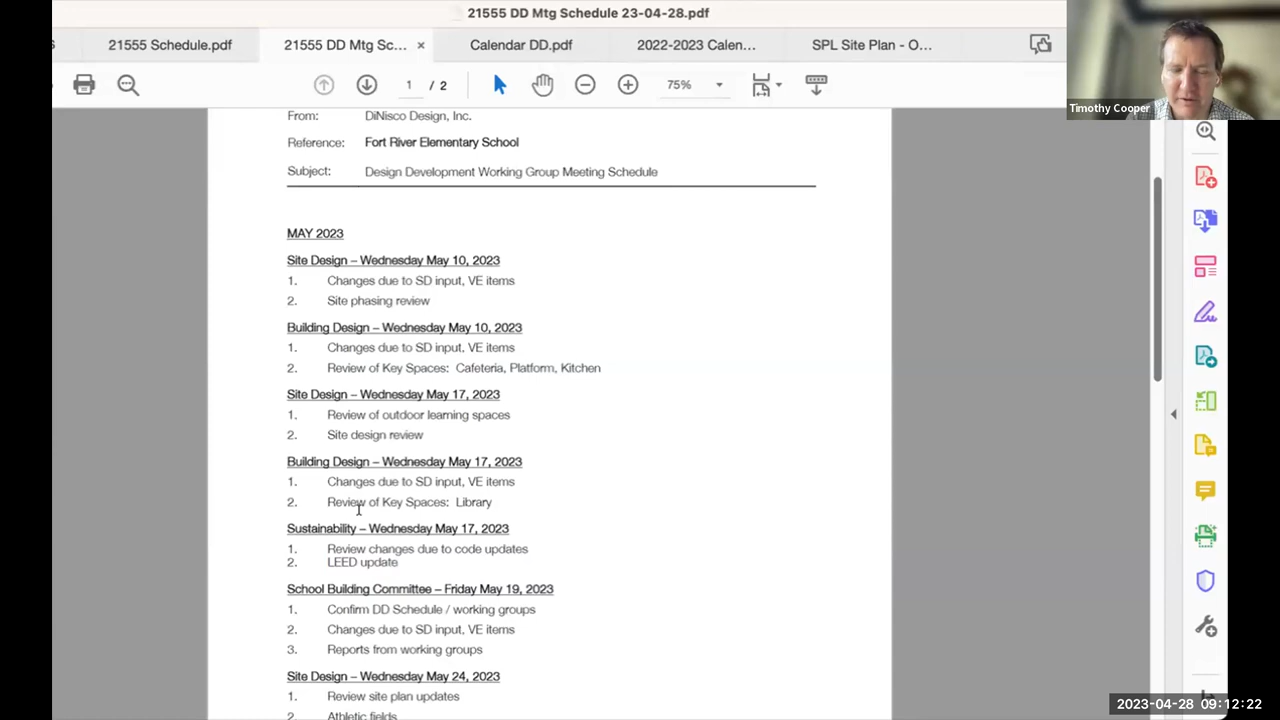 21555 DD Mtg Schedule 23-04-28.pdf
21555 Schedule.pdf
21555 DD Mtg Sc... ×
Calendar DD.pdf
2022-2023 Calen...
SPL Site Plan - O...
1 / 2
75%
Timothy Cooper
From: DiNisco Design, Inc.
Reference: Fort River Elementary School
Subject: Design Development Working Group Meeting Schedule
MAY 2023
Site Design – Wednesday May 10, 2023
1. Changes due to SD input, VE items
2. Site phasing review
Building Design – Wednesday May 10, 2023
1. Changes due to SD input, VE items
2. Review of Key Spaces: Cafeteria, Platform, Kitchen
Site Design – Wednesday May 17, 2023
1. Review of outdoor learning spaces
2. Site design review
Building Design – Wednesday May 17, 2023
1. Changes due to SD input, VE items
2. Review of Key Spaces: Library
Sustainability – Wednesday May 17, 2023
1. Review changes due to code updates
2. LEED update
School Building Committee – Friday May 19, 2023
1. Confirm DD Schedule / working groups
2. Changes due to SD input, VE items
3. Reports from working groups
Site Design – Wednesday May 24, 2023
1. Review site plan updates
2. Athletic fields
2023-04-28 09:12:22